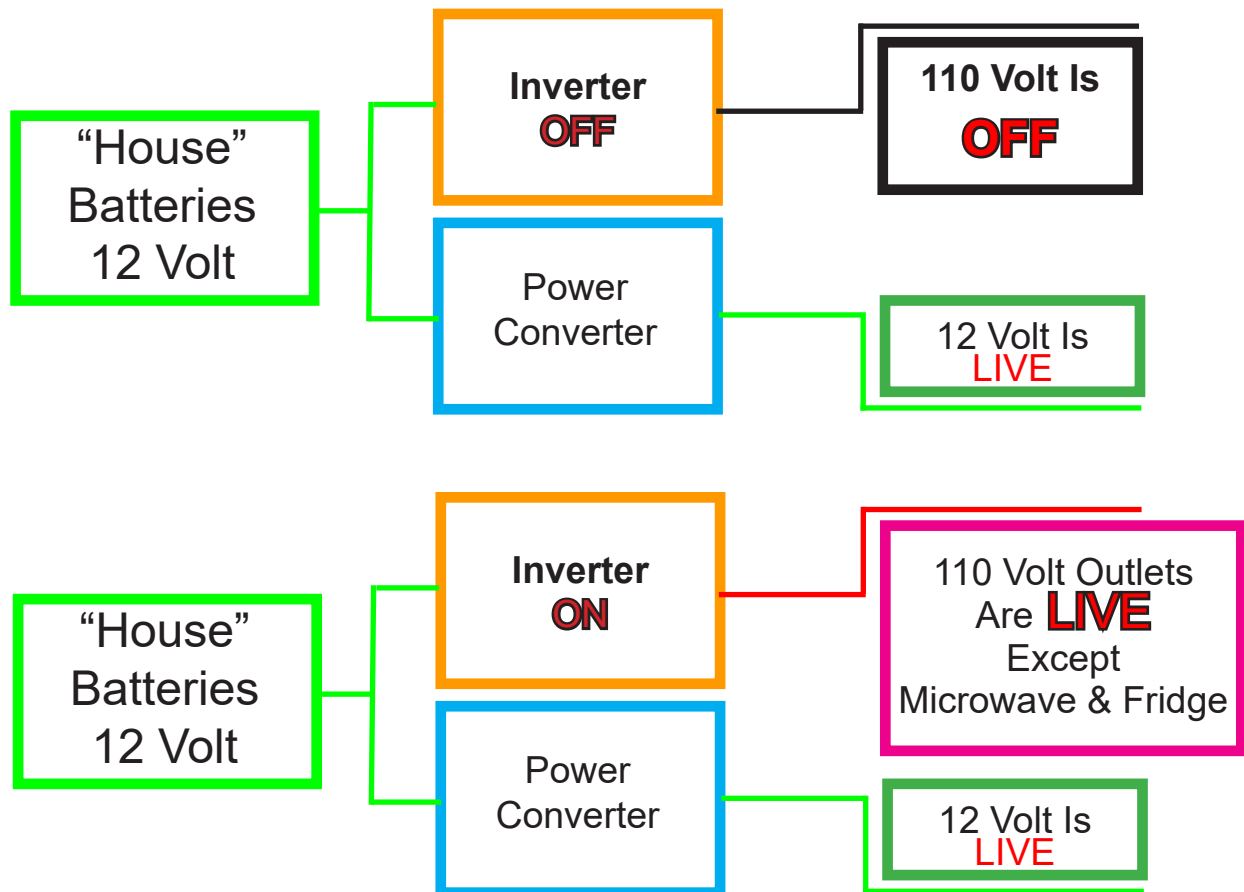 “House”
Batteries
12 Volt
Inverter
OFF
110 Volt Is
OFF
Power
Converter
12 Volt Is
LIVE
“House”
Batteries
12 Volt
Inverter
ON
110 Volt Outlets
Are LIVE
Except
Microwave & Fridge
Power
Converter
12 Volt Is
LIVE